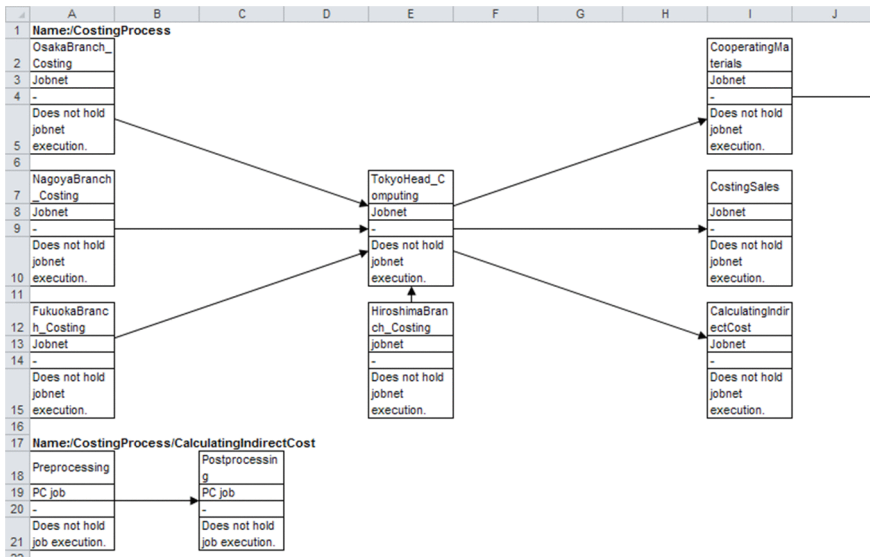 A B C D E F G H I J
1 Name:/CostingProcess
OsakaBranch_ CooperatingMa
2 Costing terials
3 Jobnet Jobnet
4 - -
Does not hold Does not hold
jobnet jobnet
5 execution. execution.
6
NagoyaBranch TokyoHead_C CostingSales
7 _Costing omputing
8 Jobnet Jobnet Jobnet
9 - - -
Does not hold Does not hold Does not hold
jobnet jobnet jobnet
10 execution. execution. execution.
11
FukuokaBranc HiroshimaBran CalculatingIndir
12 h_Costing ch_Costing ectCost
13 Jobnet jobnet Jobnet
14 - - -
Does not hold Does not hold Does not hold
jobnet jobnet jobnet
15 execution. execution. execution.
16
17 Name:/CostingProcess/CalculatingIndirectCost
Preprocessing Postprocessin
18 g
19 PC job PC job
20 - -
Does not hold Does not hold
21 job execution. job execution.
22